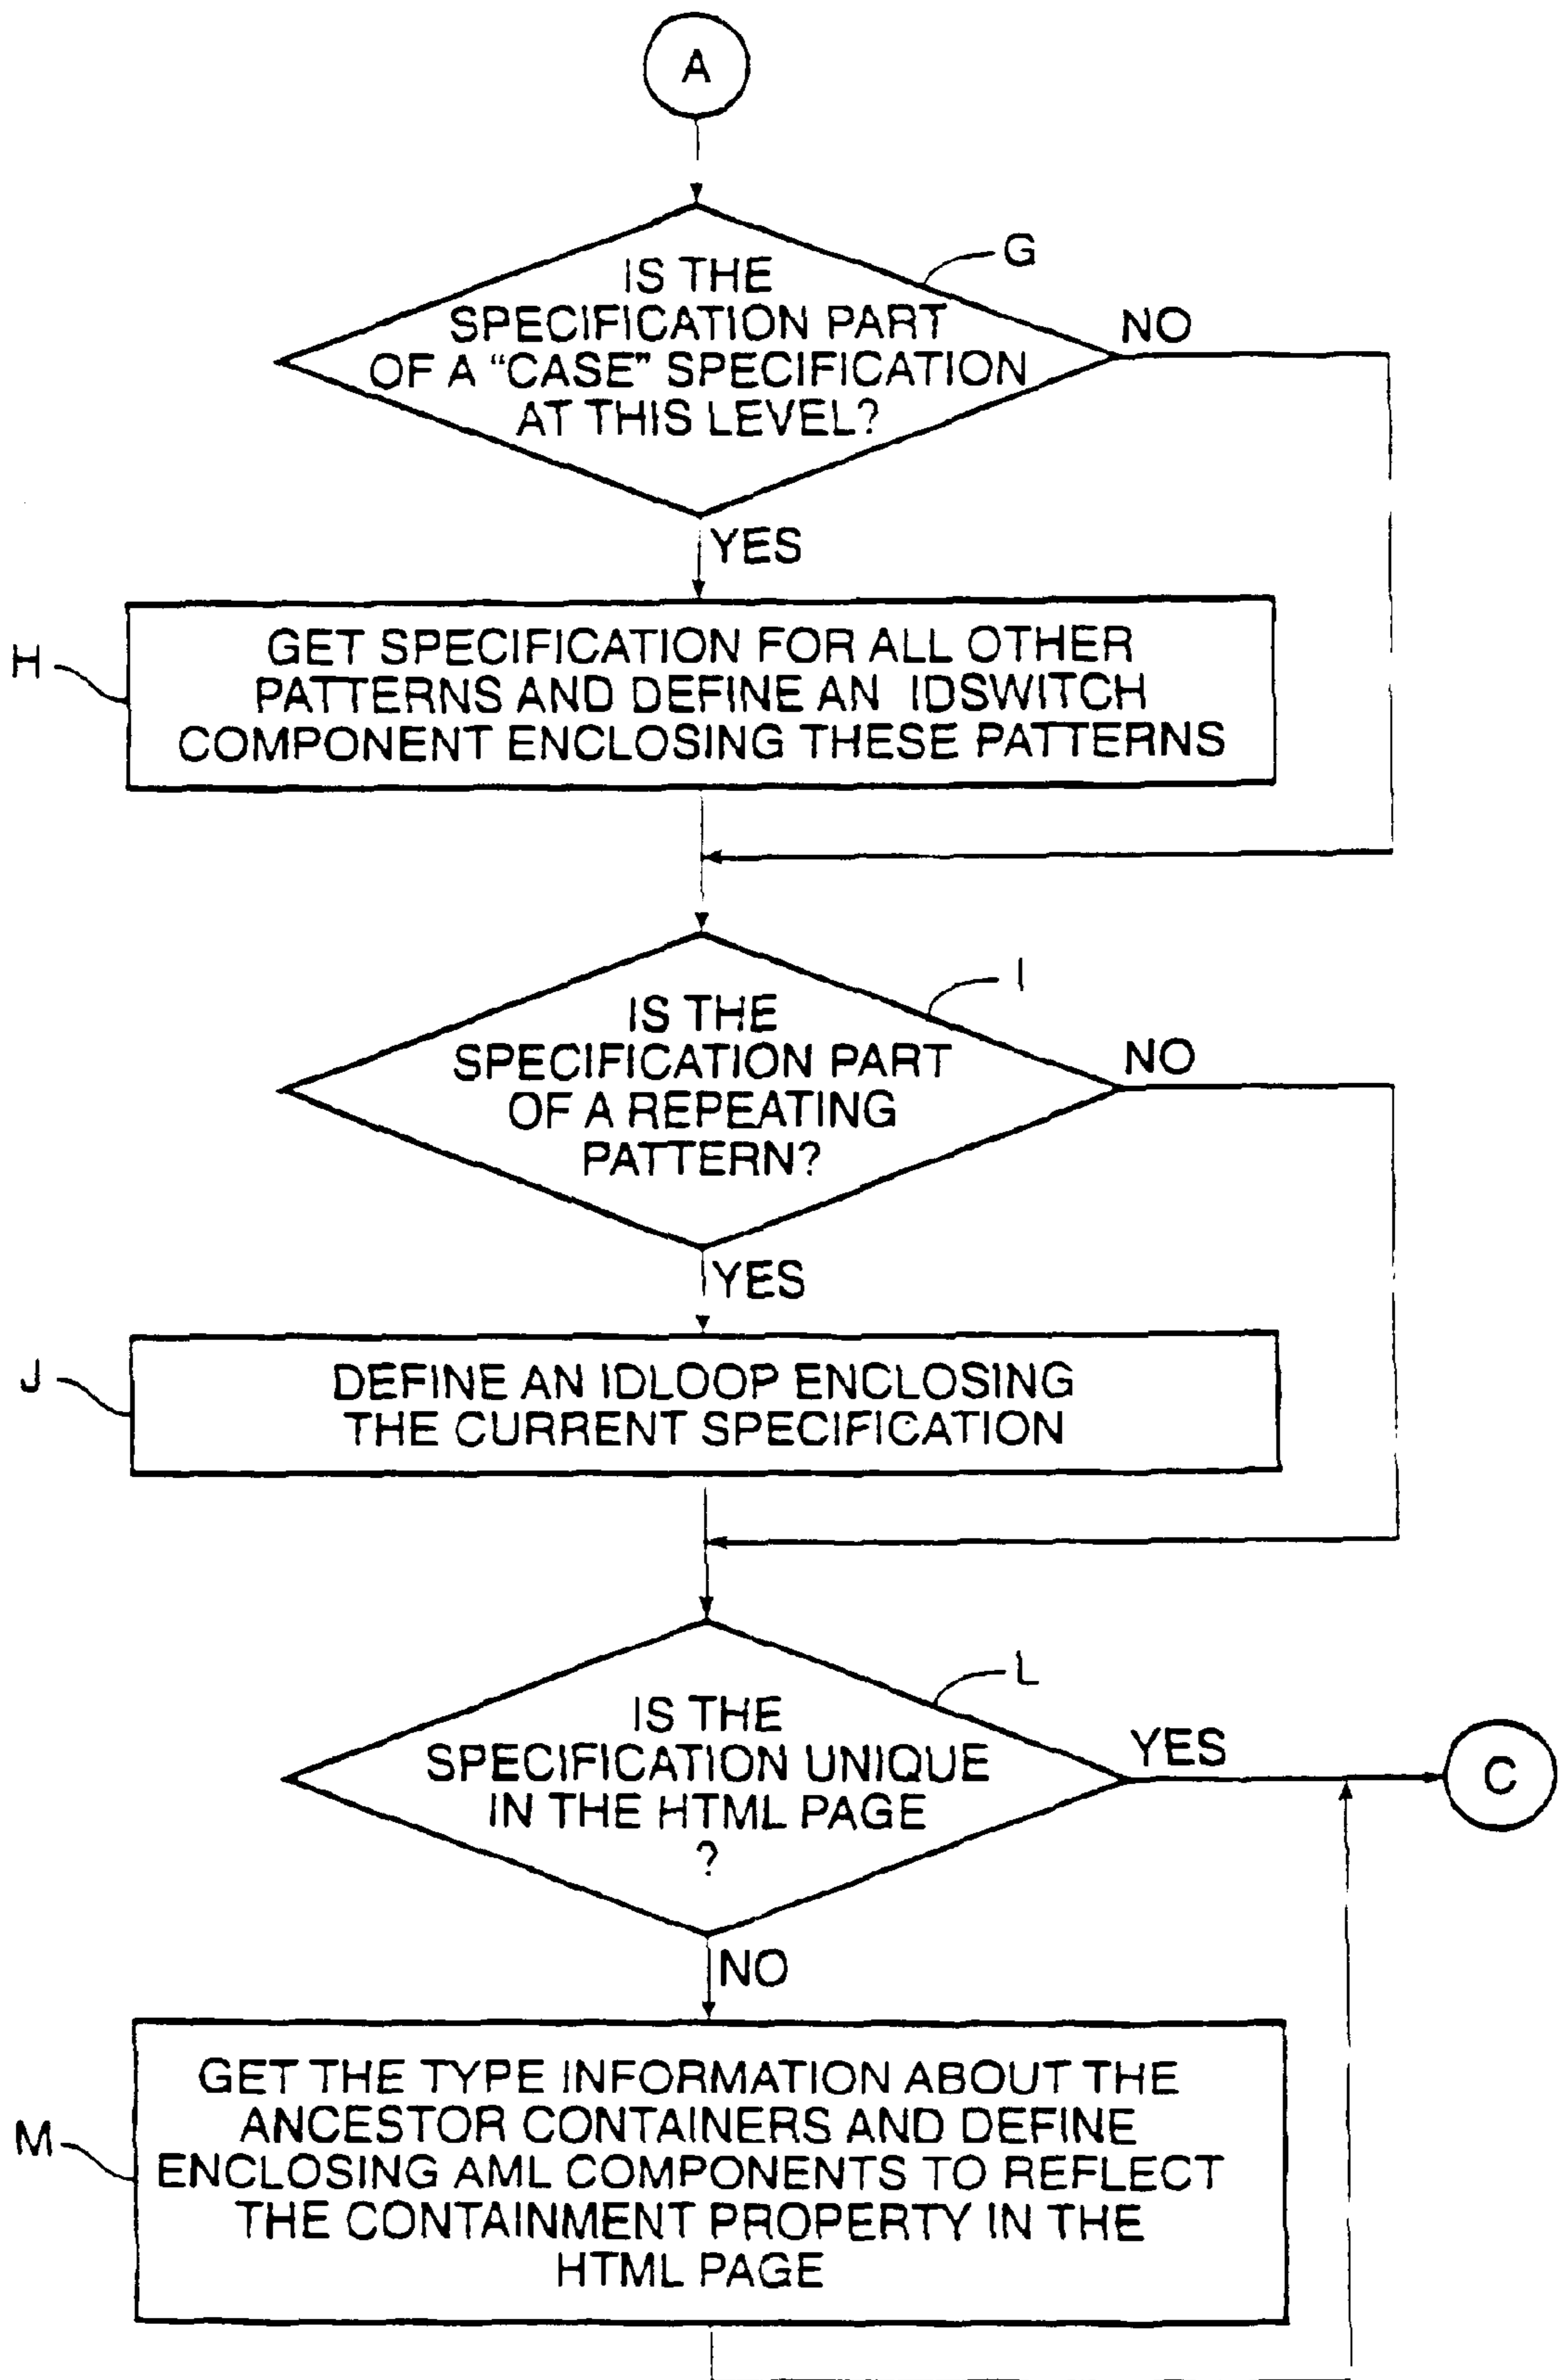 A
G
IS THE
SPECIFICATION PART
OF A "CASE" SPECIFICATION
AT THIS LEVEL?
NO
YES
H
GET SPECIFICATION FOR ALL OTHER
PATTERNS AND DEFINE AN IDSWITCH
COMPONENT ENCLOSING THESE PATTERNS
I
IS THE
SPECIFICATION PART
OF A REPEATING
PATTERN?
NO
YES
J
DEFINE AN IDLOOP ENCLOSING
THE CURRENT SPECIFICATION
L
IS THE
SPECIFICATION UNIQUE
IN THE HTML PAGE
?
YES
C
NO
M
GET THE TYPE INFORMATION ABOUT THE
ANCESTOR CONTAINERS AND DEFINE
ENCLOSING AML COMPONENTS TO REFLECT
THE CONTAINMENT PROPERTY IN THE
HTML PAGE